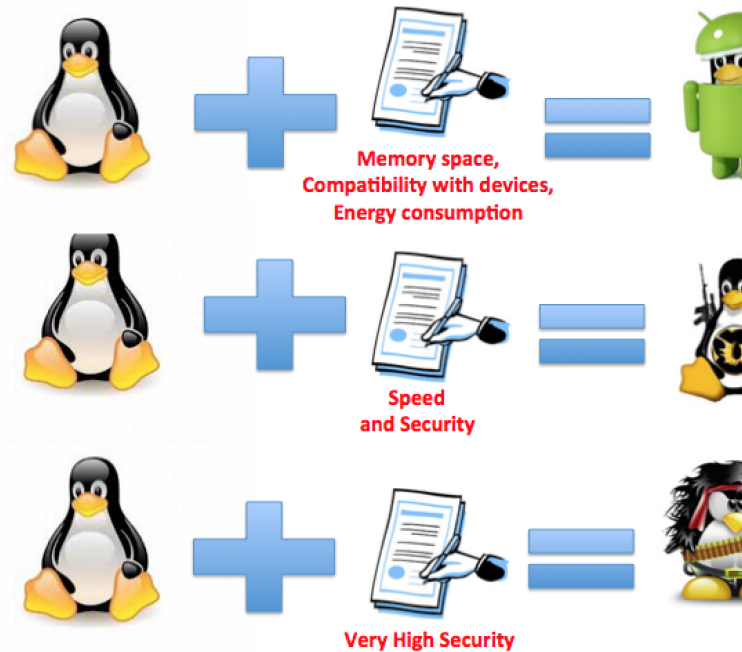 Memory space,
Compatibility with devices,
Energy consumption
Speed
and Security
Very High Security